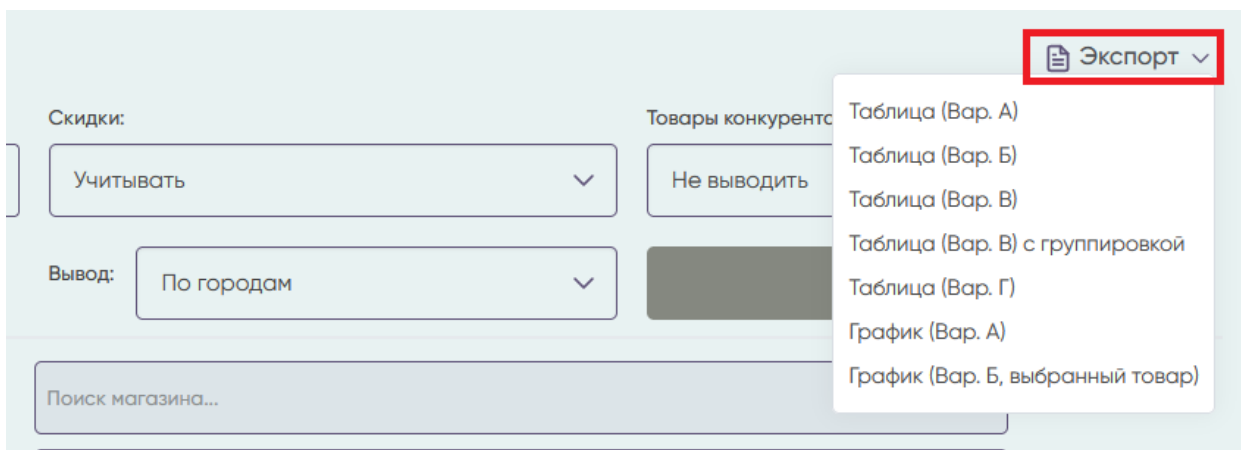 Экспорт
Скидки:
Товары конкурента
Учитывать
Не выводить
Вывод:
По городам
Поиск магазина...
Таблица (Вар. А)
Таблица (Вар. Б)
Таблица (Вар. В)
Таблица (Вар. В) с группировкой
Таблица (Вар. Г)
График (Вар. А)
График (Вар. Б, выбранный товар)